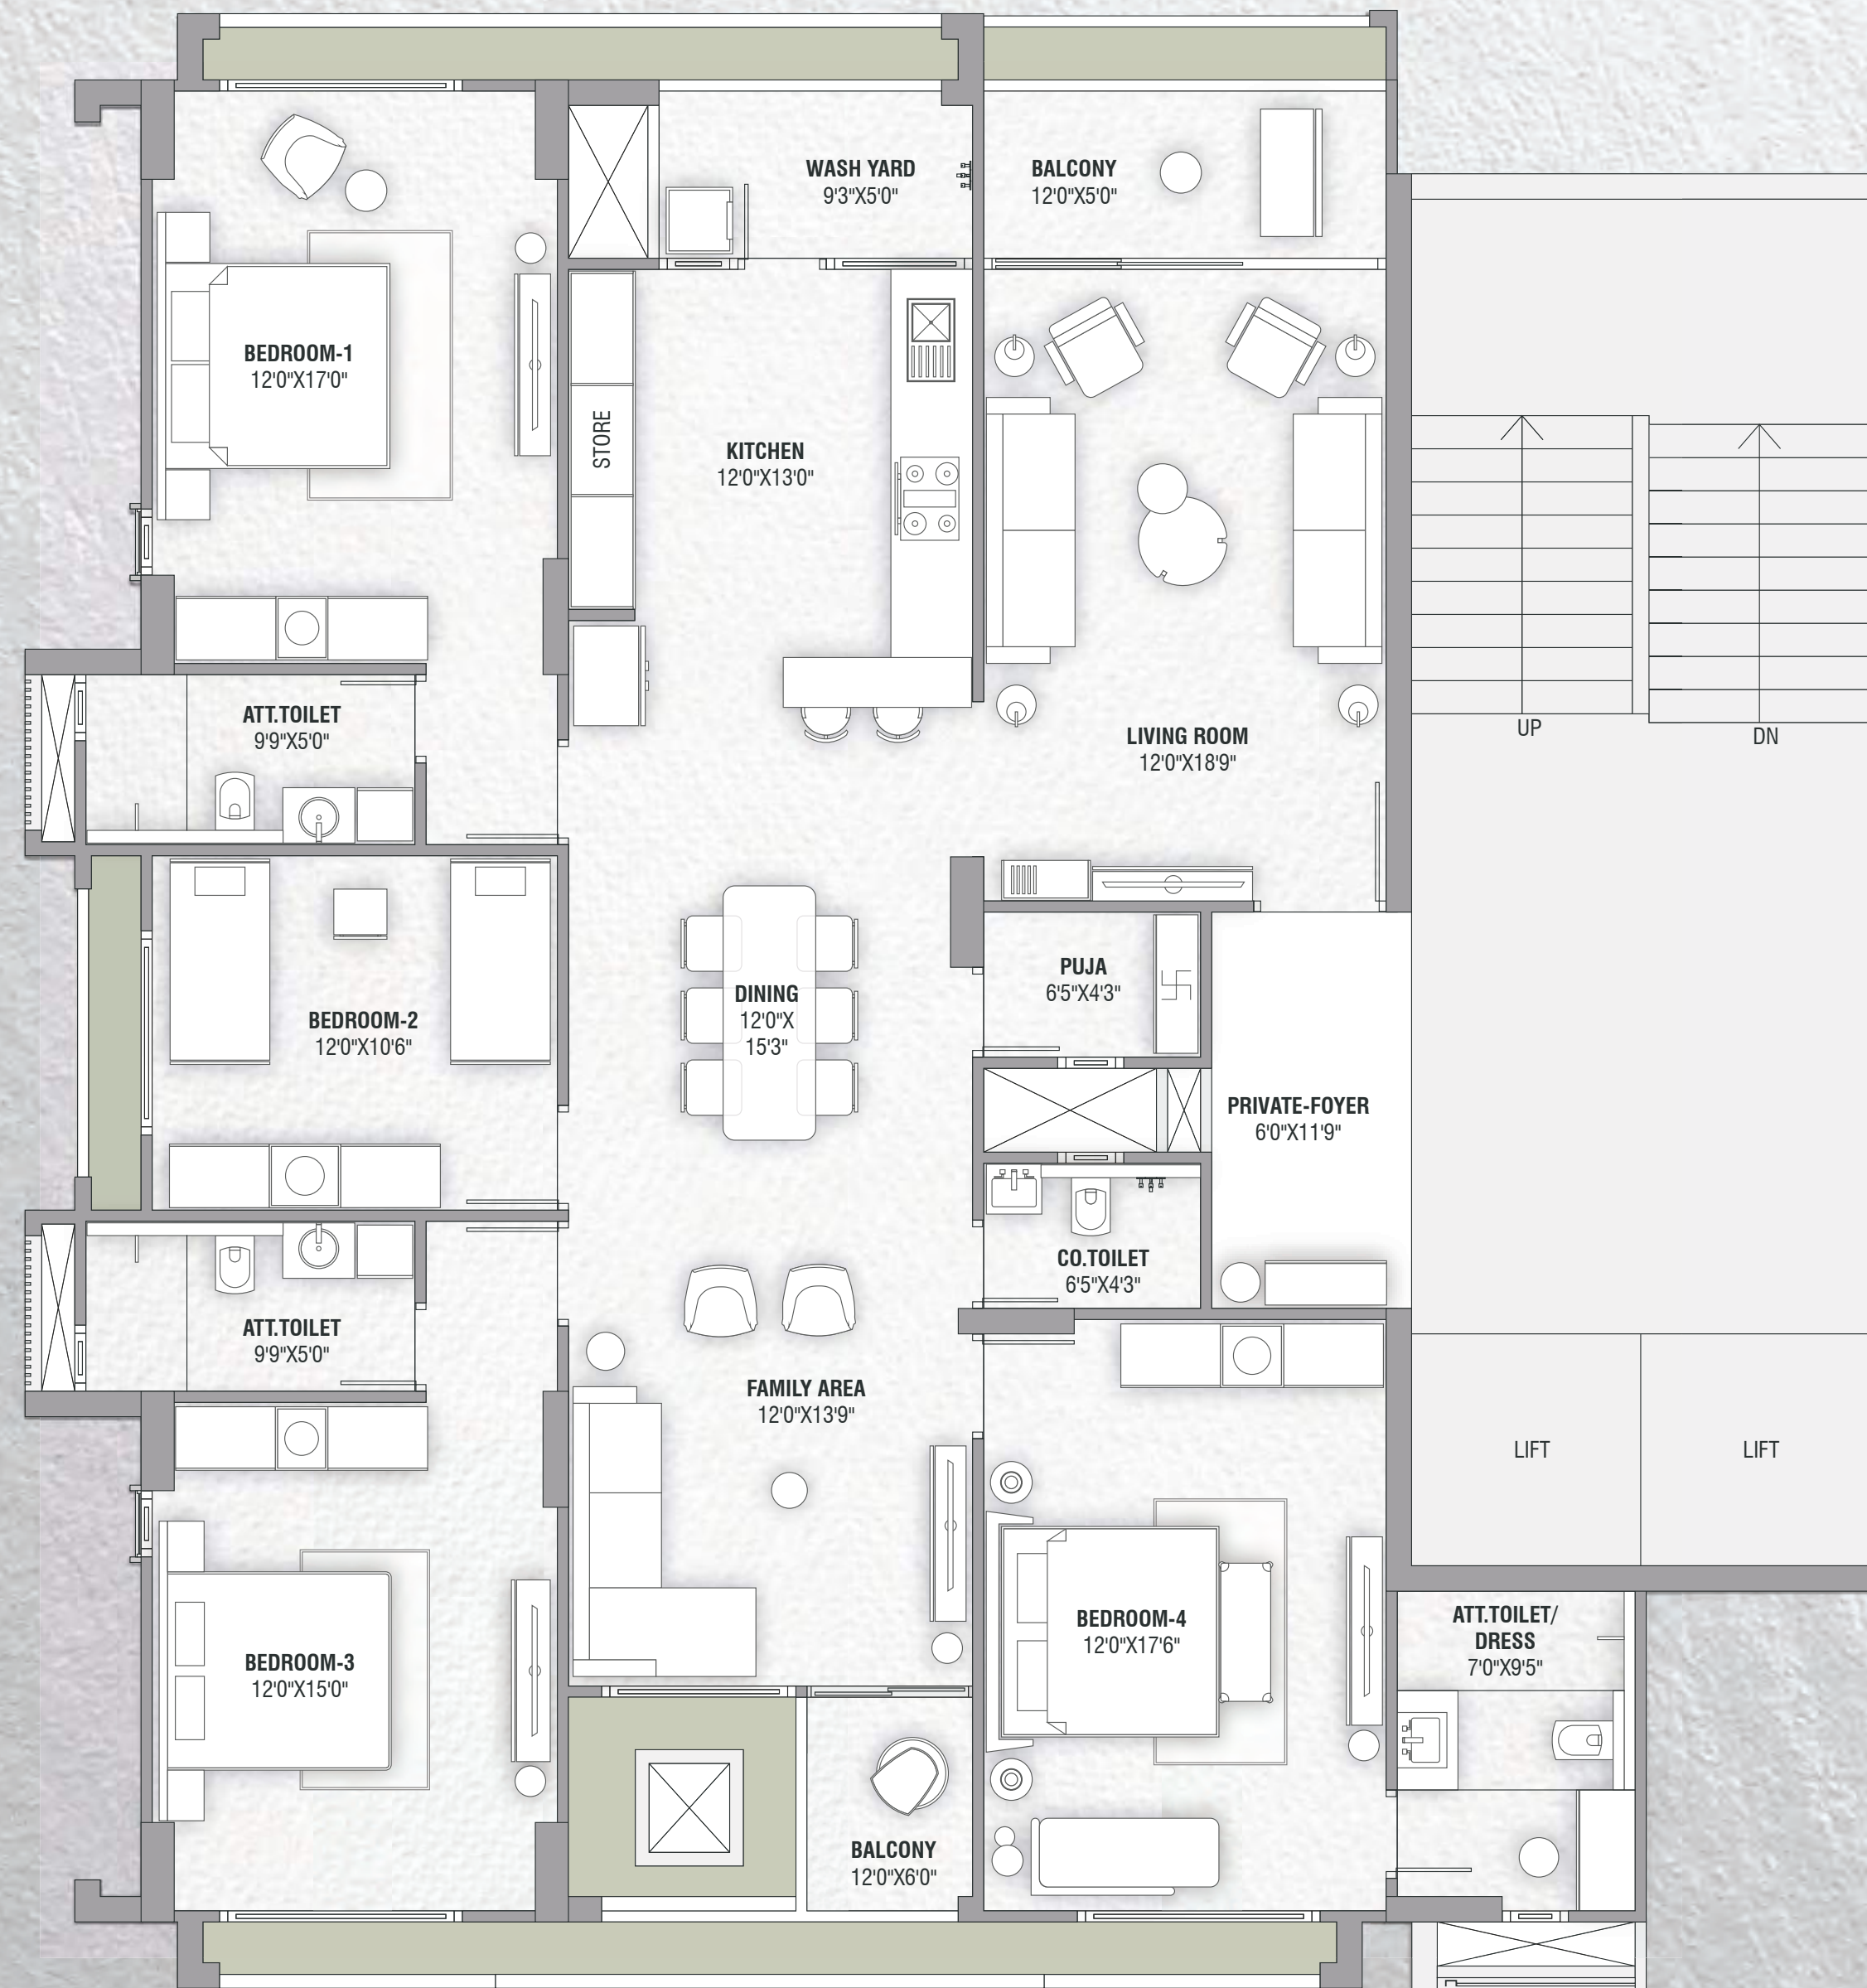 WASH YARD
9'3"X5'0"
BALCONY
12'0"X5'0"
BEDROOM-1
12'0"X17'0"
STORE
KITCHEN
12'0"X13'0"
ATT.TOILET
9'9"X5'0"
LIVING ROOM
12'0"X18'9"
UP
DN
PUJA
6'5"X4'3"
DINING
12'0"X
15'3"
BEDROOM-2
12'0"X10'6"
PRIVATE-FOYER
6'0"X11'9"
CO.TOILET
6'5"X4'3"
ATT.TOILET
9'9"X5'0"
FAMILY AREA
12'0"X13'9"
LIFT
LIFT
BEDROOM-3
12'0"X15'0"
BEDROOM-4
12'0"X17'6"
ATT.TOILET/
DRESS
7'0"X9'5"
BALCONY
12'0"X6'0"